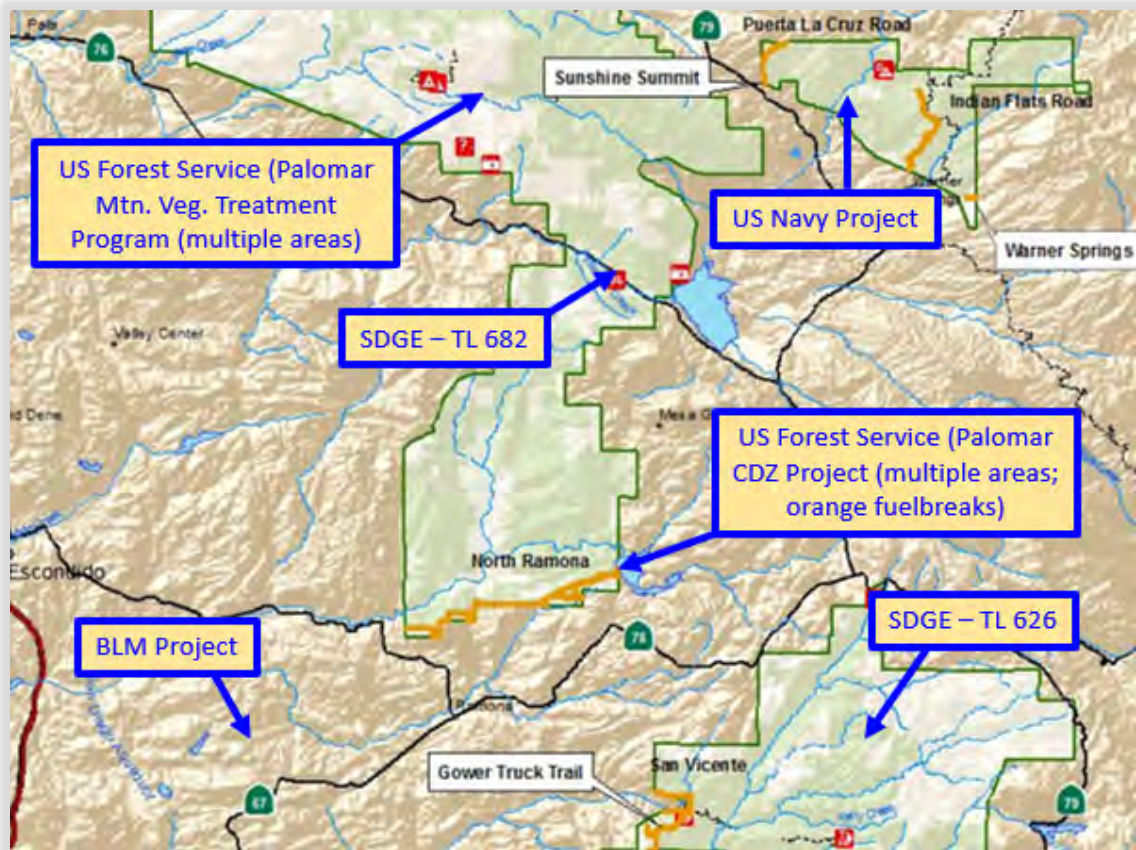 Pala
76
79
Puerta La Cruz Road
Sunshine Summit
Indian Flats Road
US Forest Service (Palomar
Mtn. Veg. Treatment
Program (multiple areas)
?
US Navy Project
Warner Springs
SDGE – TL 682
Valley Center
Mesa G
US Forest Service (Palomar
CDZ Project (multiple areas;
orange fuelbreaks)
North Ramona
Escondido
BLM Project
78
SDGE – TL 626
Ramona
San Vicente
Gower Truck Trail
67
79